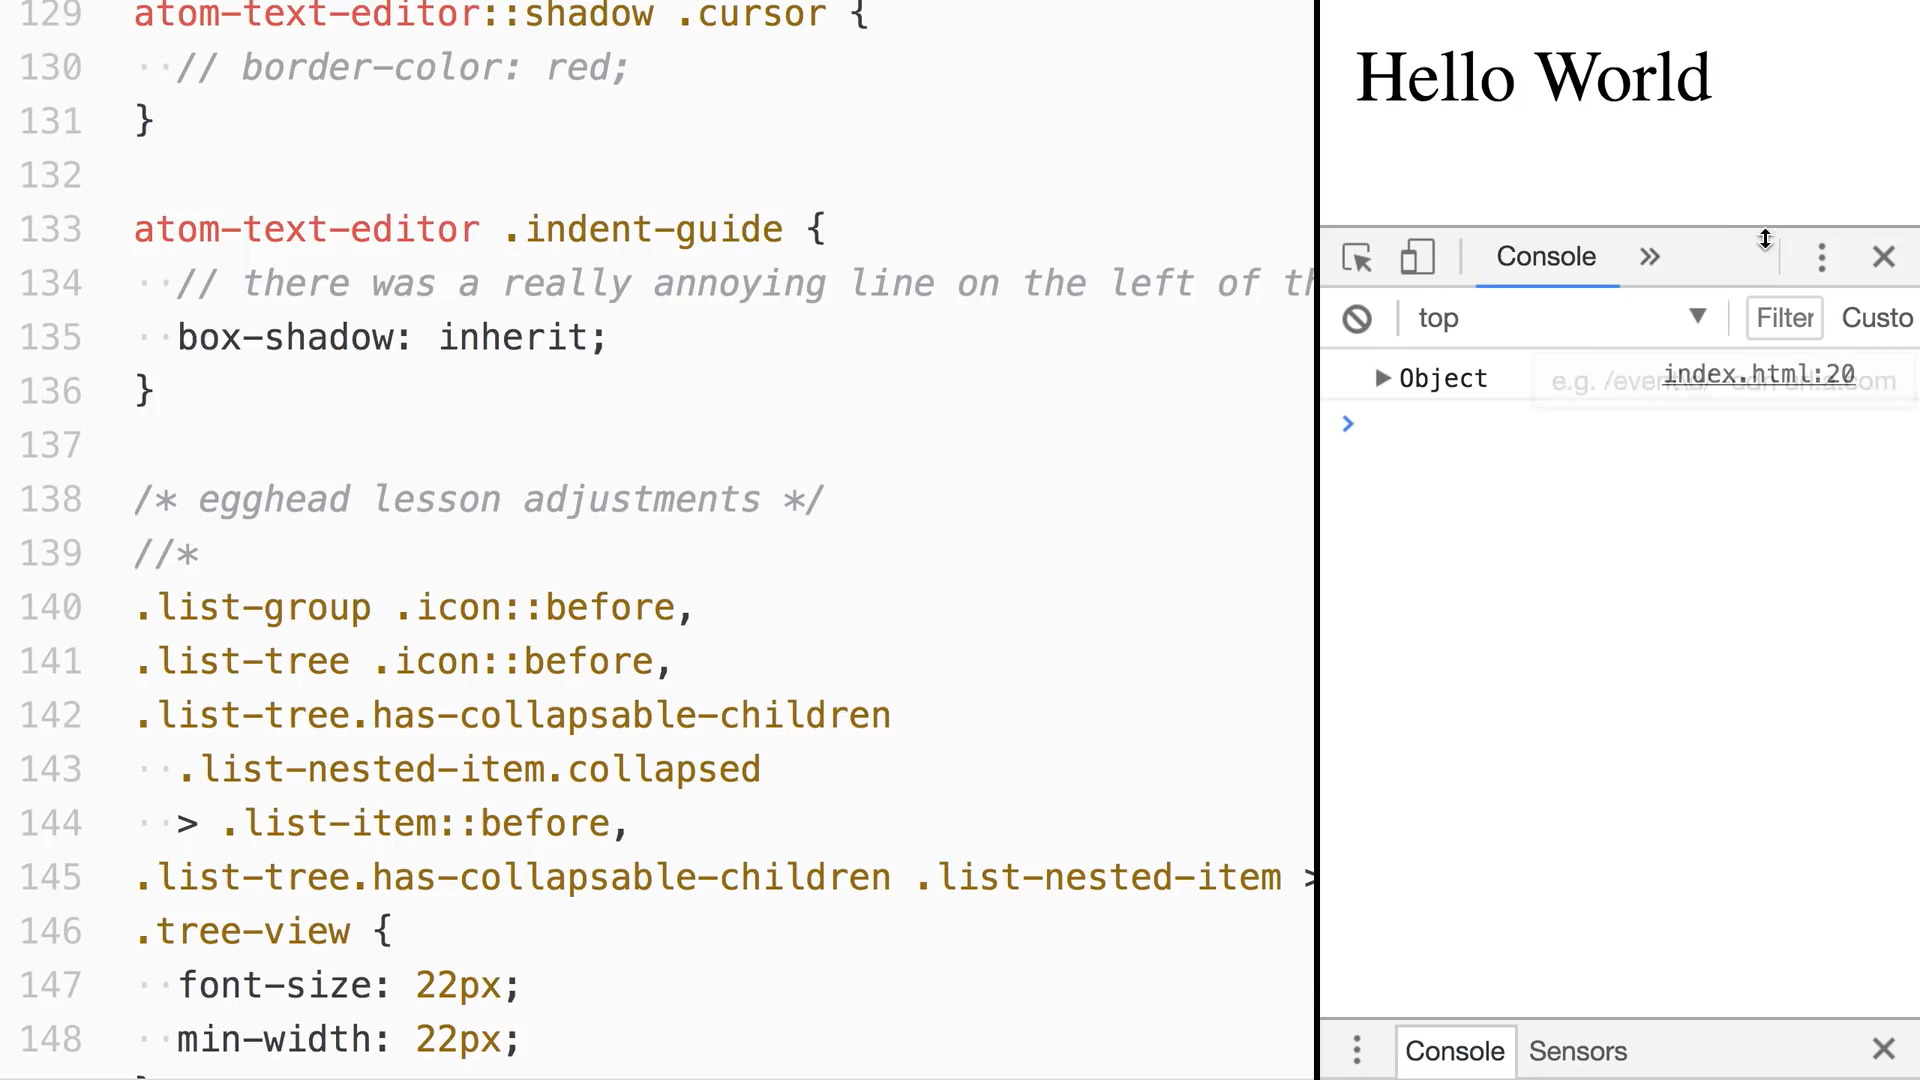 129 atom-text-editor::shadow .cursor {
130 ··// border-color: red;
131 }
132
133 atom-text-editor .indent-guide {
134 ··// there was a really annoying line on the left of th
135 ··box-shadow: inherit;
136 }
137
138 /* egghead lesson adjustments */
139 //*
140 .list-group .icon::before,
141 .list-tree .icon::before,
142 .list-tree.has-collapsable-children
143 ··.list-nested-item.collapsed
144 ··> .list-item::before,
145 .list-tree.has-collapsable-children .list-nested-item >
146 .tree-view {
147 ··font-size: 22px;
148 ··min-width: 22px;
Hello World
Console »
top ▼ Filter Custo
▶ Object index.html:20
e.g.
>
Console Sensors